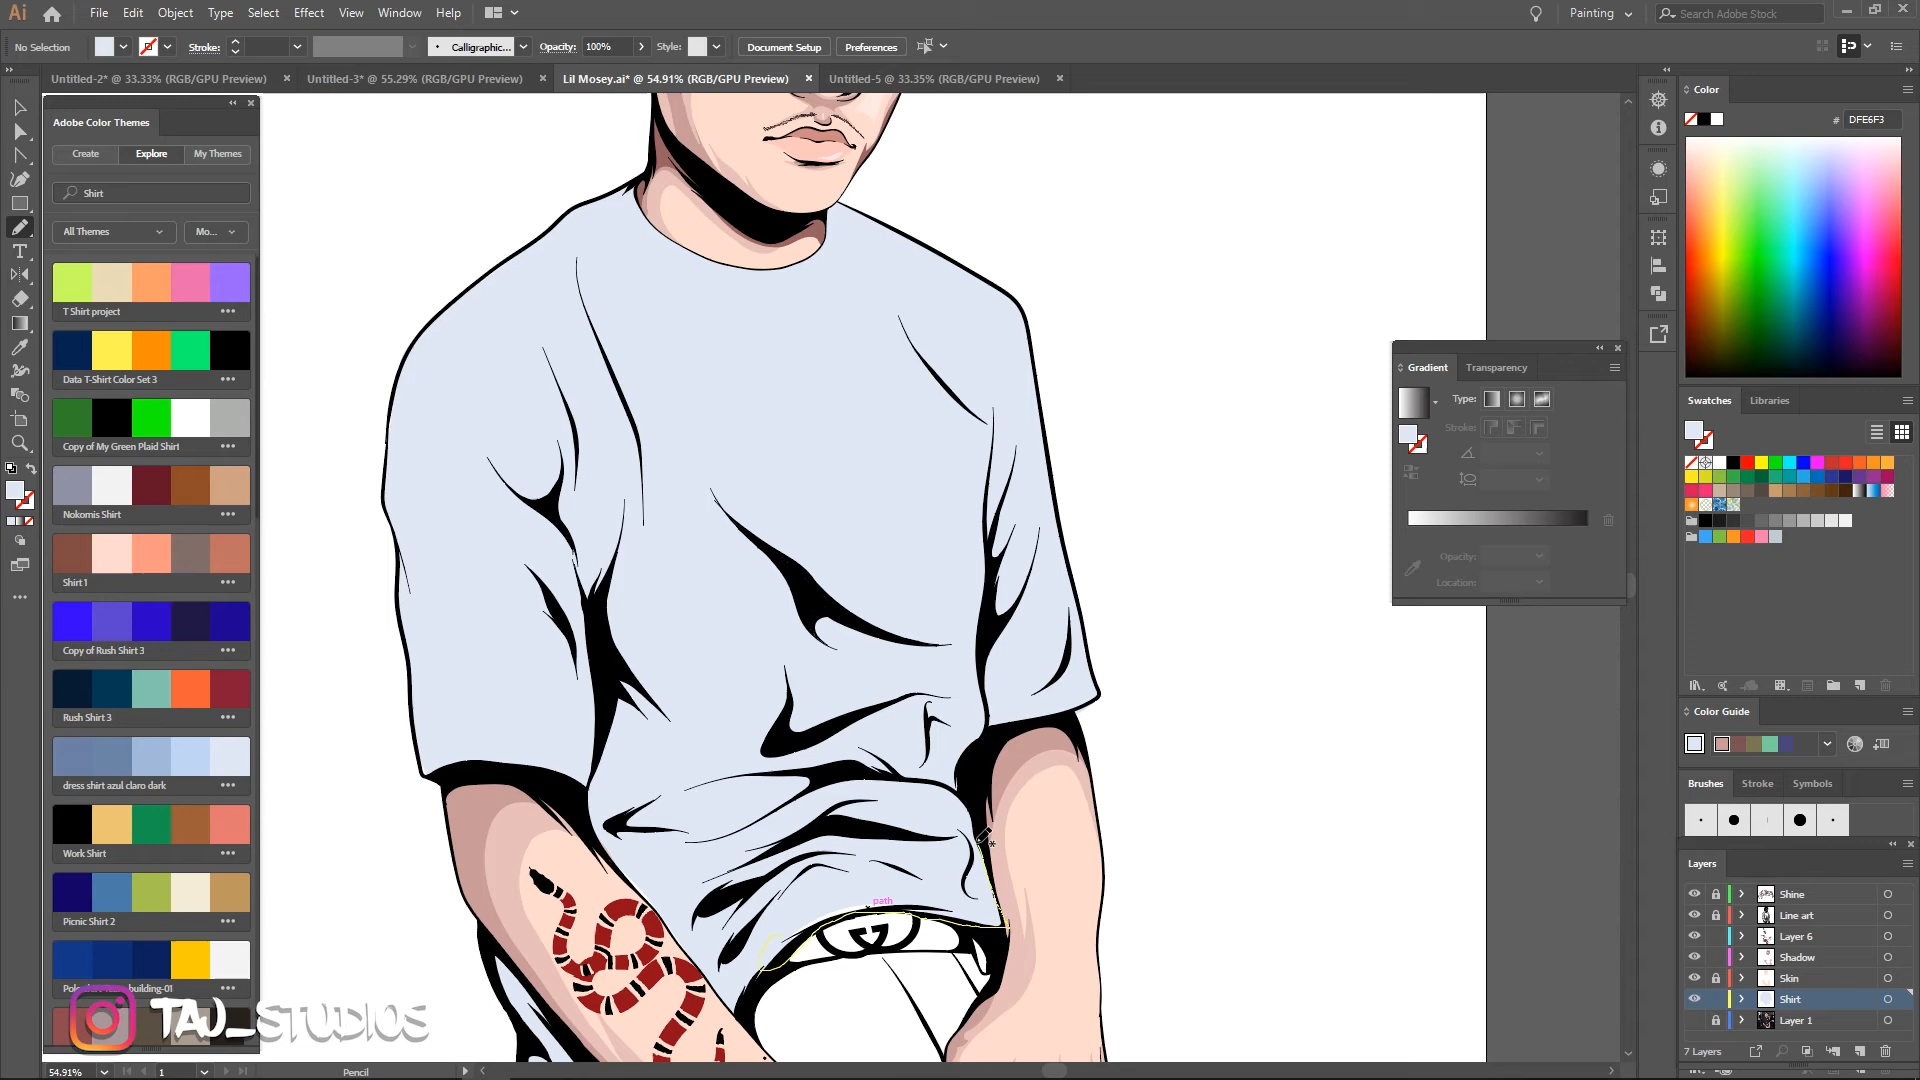 Ai File Edit Object Type Select Effect View Window Help Painting Search Adobe Stock
No Selection Stroke: Calligraphic... Opacity: 100% Style: Document Setup Preferences
Untitled-2* @ 33.33% (RGB/GPU Preview) Untitled-3* @ 55.29% (RGB/GPU Preview) Lil Mosey.ai* @ 54.91% (RGB/GPU Preview) Untitled-5 @ 33.35% (RGB/GPU Preview)
Adobe Color Themes
Create Explore My Themes
Shirt
All Themes Mo...
T Shirt project
Data T-Shirt Color Set 3
Copy of My Green Plaid Shirt
Nokomis Shirt
Shirt 1
Copy of Rush Shirt 3
Rush Shirt 3
dress shirt azul claro dark
Work Shirt
Picnic Shirt 2
TAJ_STUDIOS
path
Gradient Transparency
Type:
Stroke:
Opacity:
Location:
Color
# DFE6F3
Swatches Libraries
Color Guide
Brushes Stroke Symbols
Layers
Shine
Line art
Layer 6
Shadow
Skin
Shirt
Layer 1
7 Layers
54.91% 1 Pencil